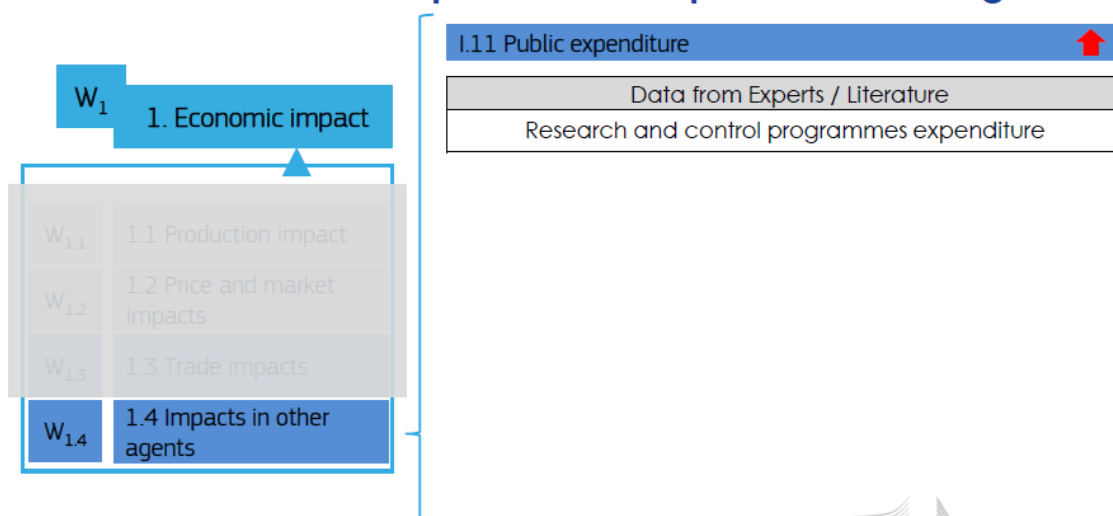 I.11 Public expenditure
Data from Experts / Literature
Research and control programmes expenditure
W1
1. Economic impact
W1.1
1.1 Production impact
W1.2
1.2 Price and market
Impacts
W1.3
1.3 Trade impacts
W1.4
1.4 Impacts in other
agents